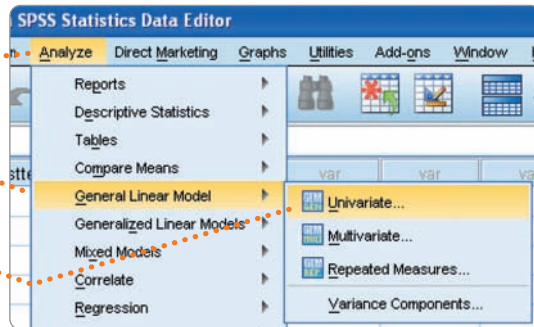 SPSS Statistics Data Editor
Analyze Direct Marketing Graphs Utilities Add-ons Window
Reports
Descriptive Statistics
Tables
Compare Means
var var
General Linear Model
Univariate...
Generalized Linear Models
Multivariate...
Mixed Models
Repeated Measures...
Correlate
Regression
Variance Components...